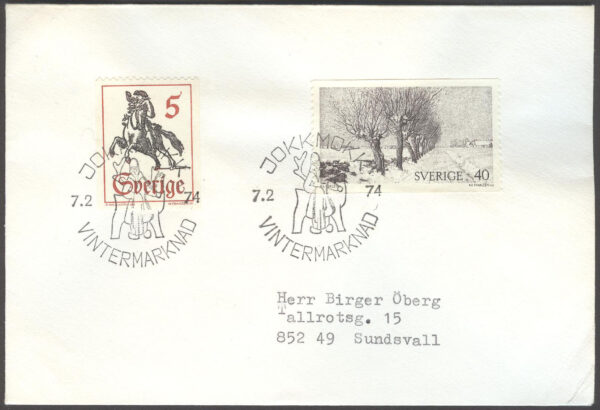 5
Sverige
JOKKMOKK
7.2 74
VINTERMARKNAD
SVERIGE 40
JOKKMOKK
7.2 74
VINTERMARKNAD
Herr Birger Öberg
Tallrotsg. 15
852 49 Sundsvall